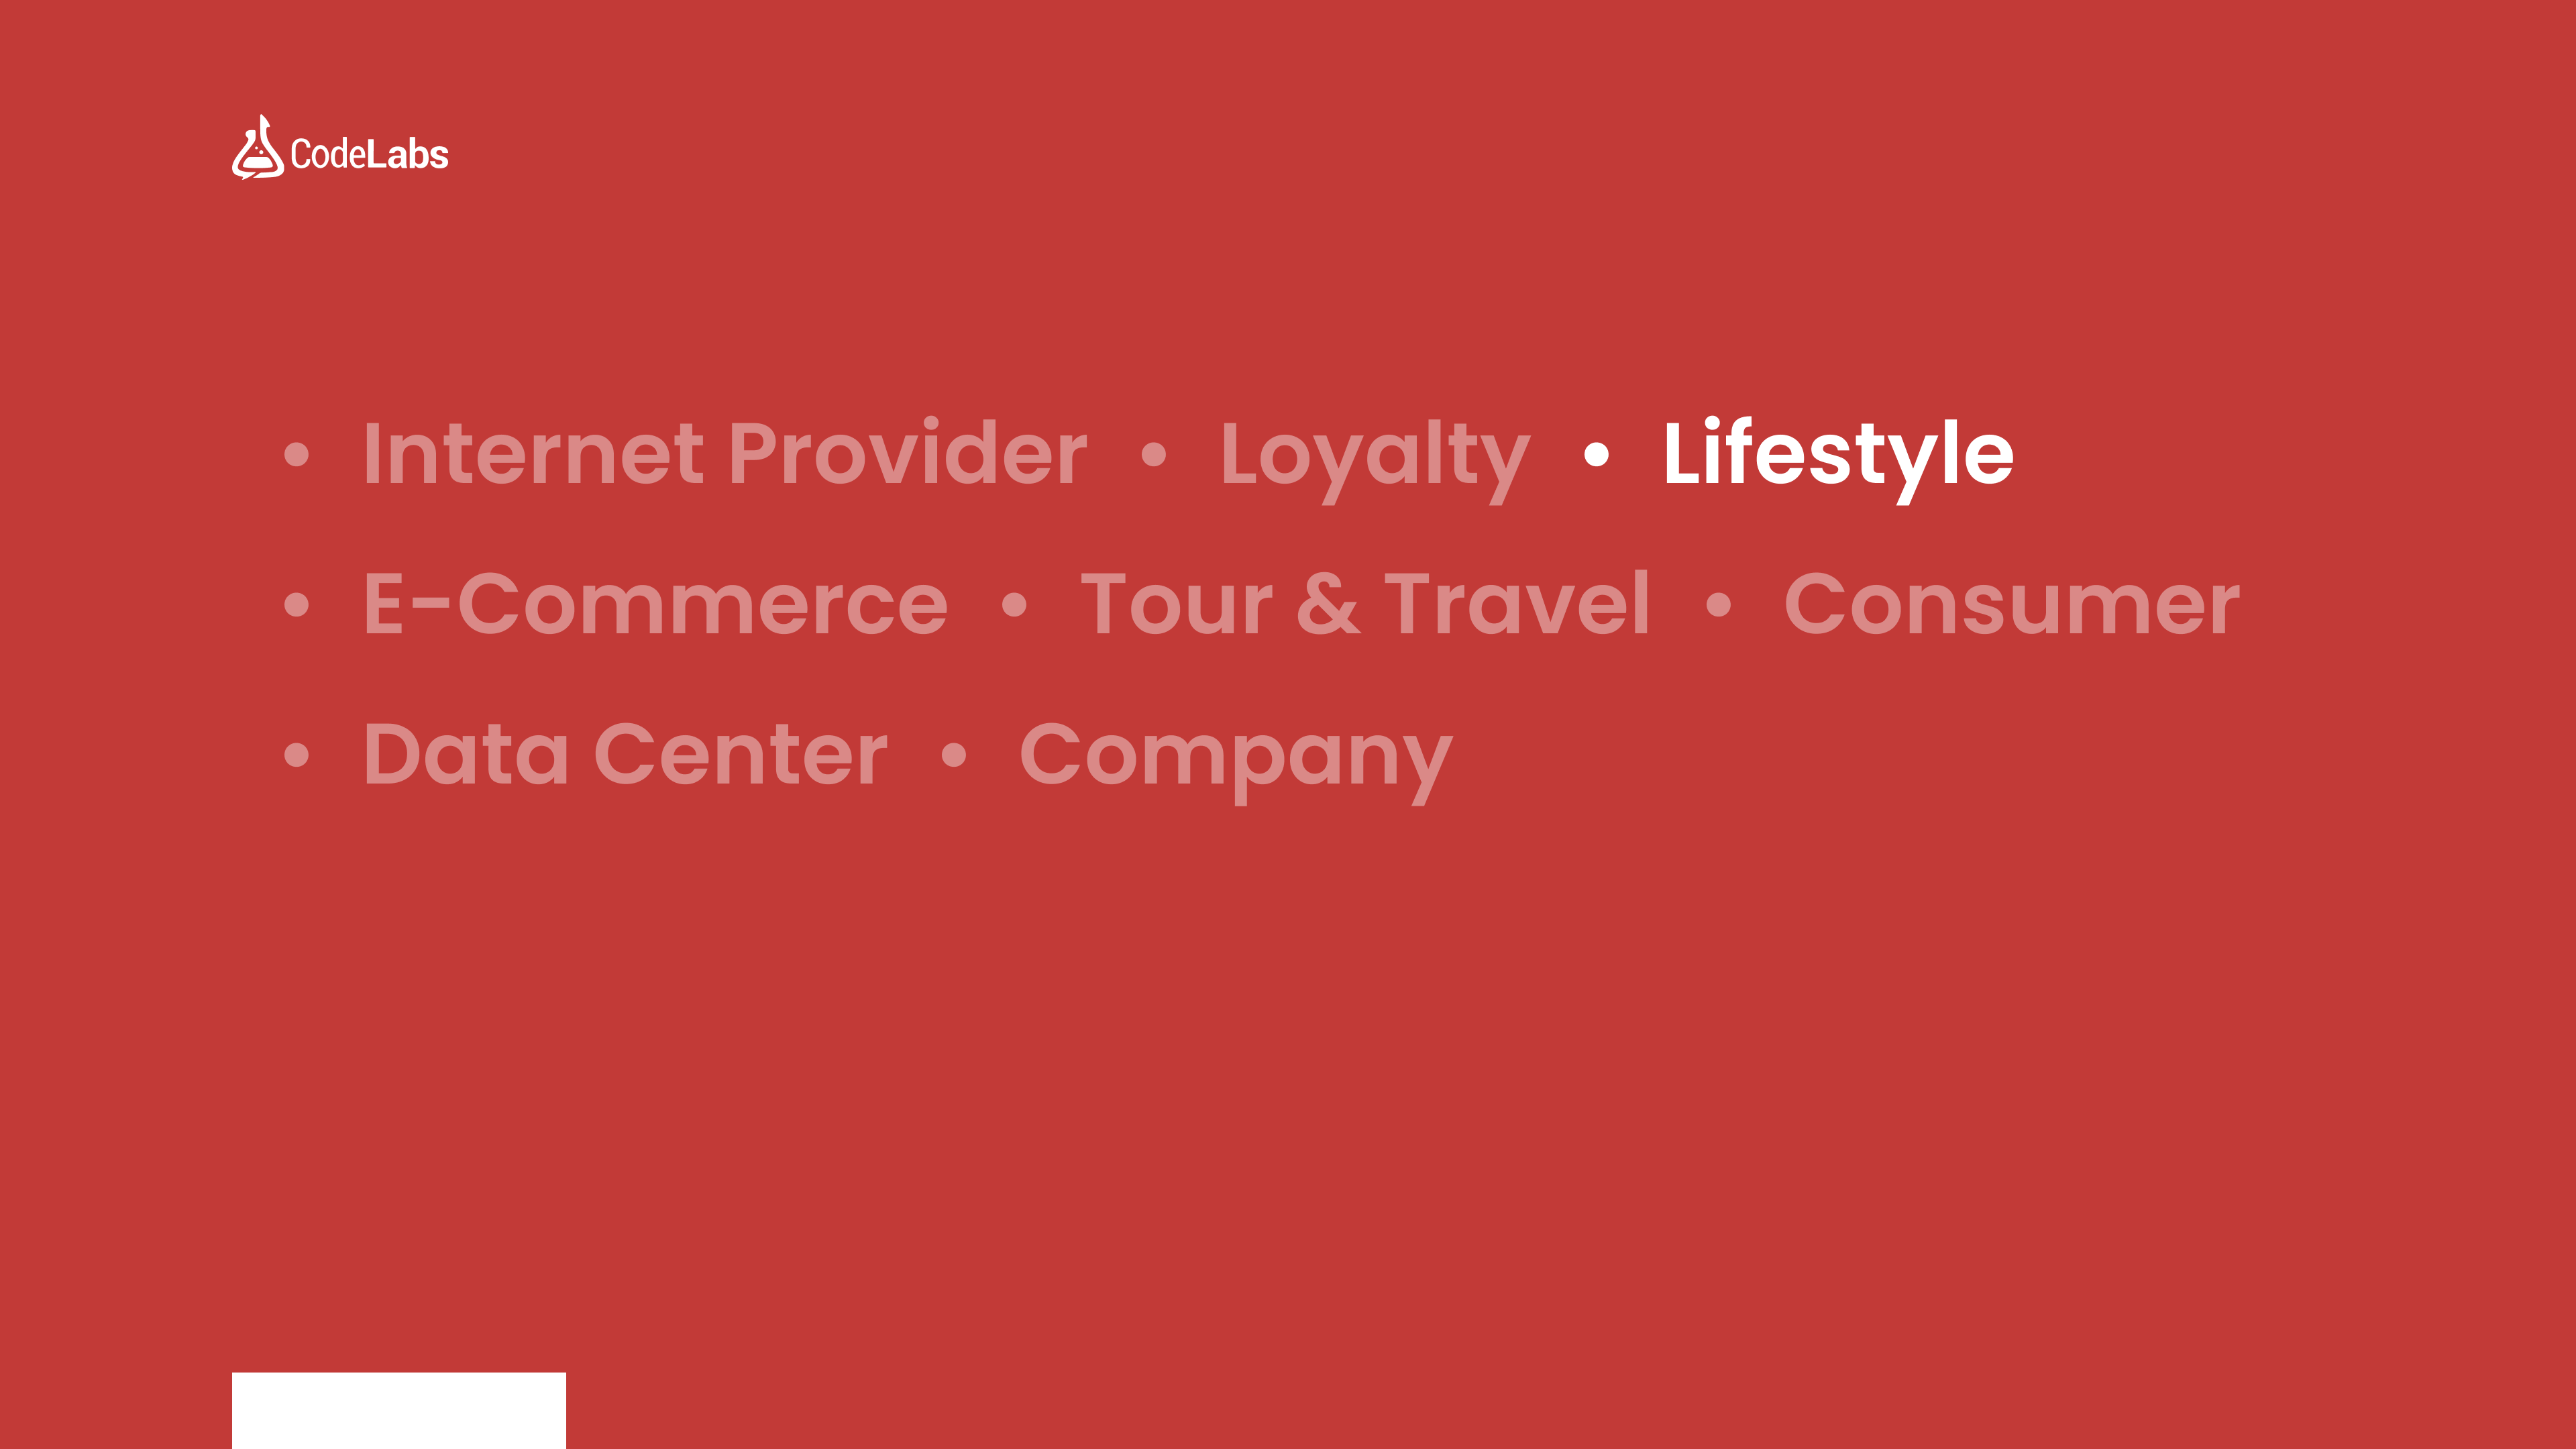 CodeLabs
• Internet Provider • Loyalty • Lifestyle
• E-Commerce • Tour & Travel • Consumer
• Data Center • Company